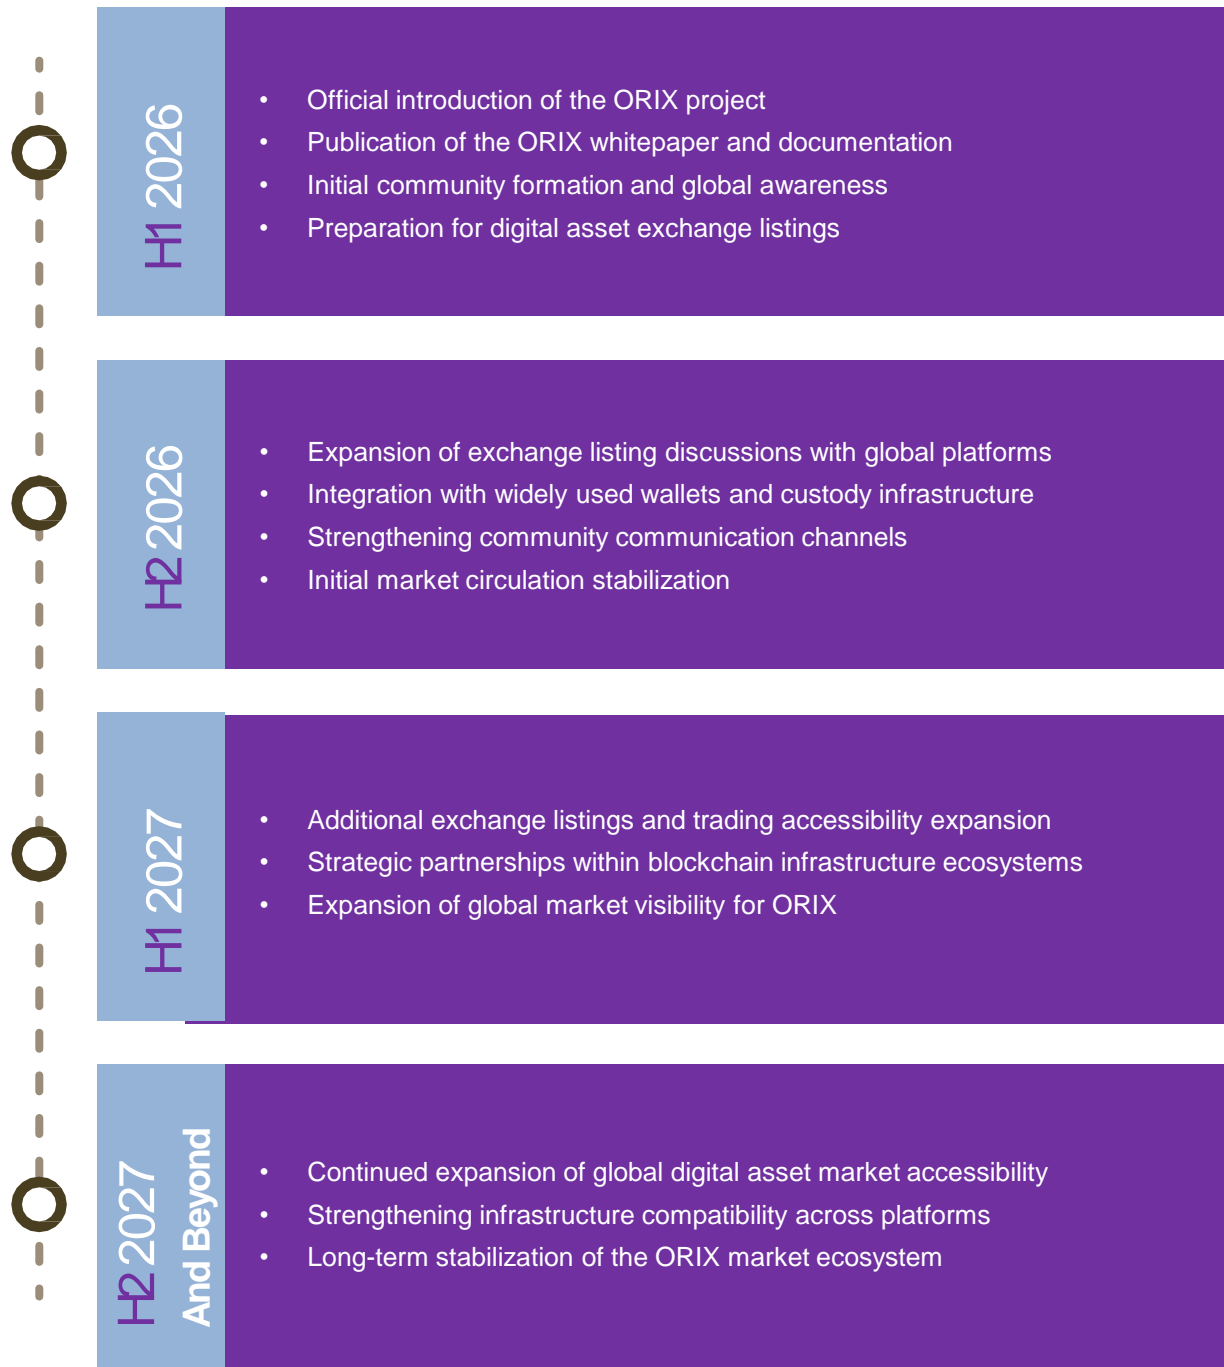 H1 2026
• Official introduction of the ORIX project
• Publication of the ORIX whitepaper and documentation
• Initial community formation and global awareness
• Preparation for digital asset exchange listings
H2 2026
• Expansion of exchange listing discussions with global platforms
• Integration with widely used wallets and custody infrastructure
• Strengthening community communication channels
• Initial market circulation stabilization
H1 2027
• Additional exchange listings and trading accessibility expansion
• Strategic partnerships within blockchain infrastructure ecosystems
• Expansion of global market visibility for ORIX
H2 2027
And Beyond
• Continued expansion of global digital asset market accessibility
• Strengthening infrastructure compatibility across platforms
• Long-term stabilization of the ORIX market ecosystem